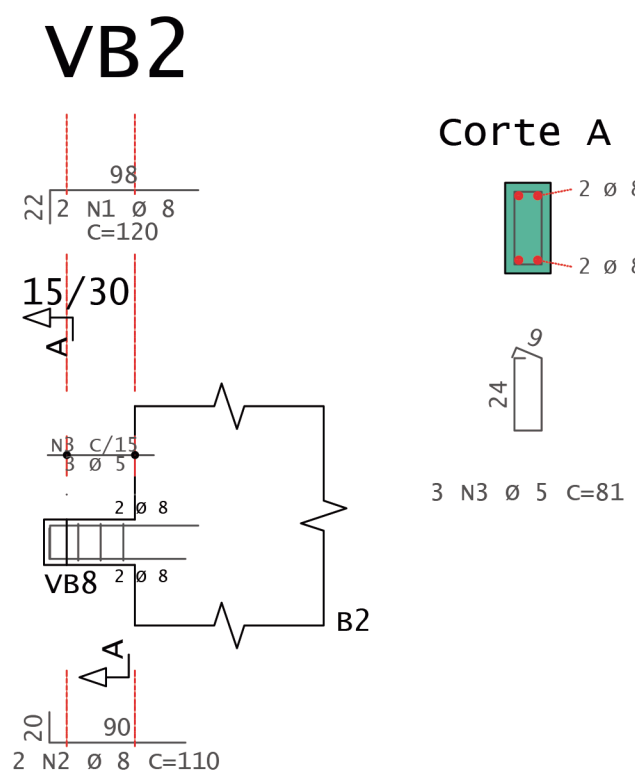 VB2
98
22
2 N1 Ø 8
C=120
15/30
A
N3 C/15
3 Ø 5
2 Ø 8
VB8
2 Ø 8
B2
A
20
90
2 N2 Ø 8 C=110
Corte A
2 Ø 8
2 Ø 8
9
24
3 N3 Ø 5 C=81